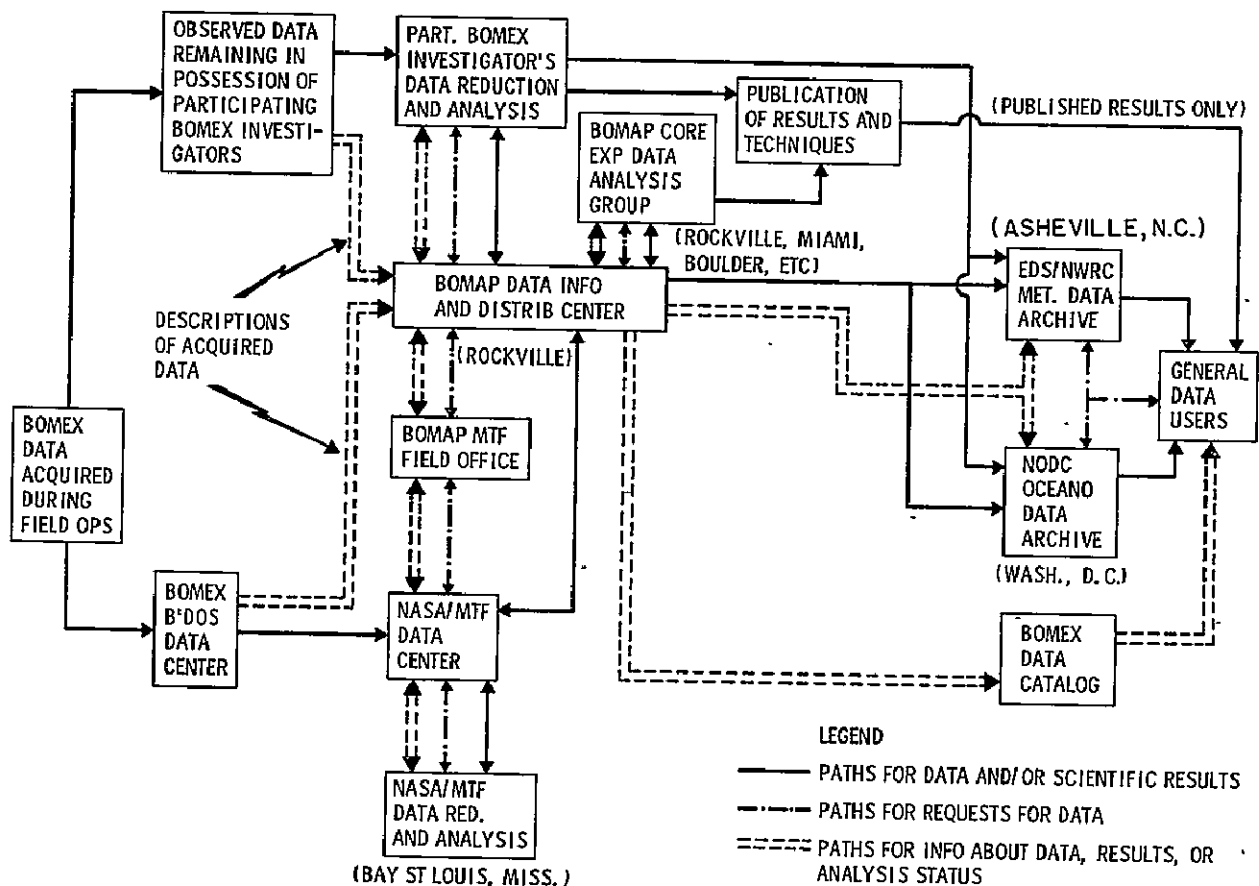 OBSERVED DATA
REMAINING IN
POSSESSION OF
PARTICIPATING
BOMEX INVESTI-
GATORS
PART. BOMEX
INVESTIGATOR'S
DATA REDUCTION
AND ANALYSIS
BOMAP CORE
EXP DATA
ANALYSIS
GROUP
PUBLICATION
OF RESULTS AND
TECHNIQUES
(PUBLISHED RESULTS ONLY)
(ROCKVILLE, MIAMI,
BOULDER, ETC)
(ASHEVILLE, N.C.)
EDS/NWRC
MET. DATA
ARCHIVE
BOMAP DATA INFO
AND DISTRIB CENTER
(ROCKVILLE)
DESCRIPTIONS
OF ACQUIRED
DATA
GENERAL
DATA
USERS
BOMEX
DATA
ACQUIRED
DURING
FIELD OPS
BOMAP MTF
FIELD OFFICE
NODC
OCEANO
DATA
ARCHIVE
(WASH., D.C.)
BOMEX
B'DOS
DATA
CENTER
NASA/MTF
DATA
CENTER
BOMEX
DATA
CATALOG
NASA/MTF
DATA RED.
AND ANALYSIS
(BAY ST LOUIS, MISS.)
LEGEND
PATHS FOR DATA AND/OR SCIENTIFIC RESULTS
PATHS FOR REQUESTS FOR DATA
PATHS FOR INFO ABOUT DATA, RESULTS, OR
ANALYSIS STATUS